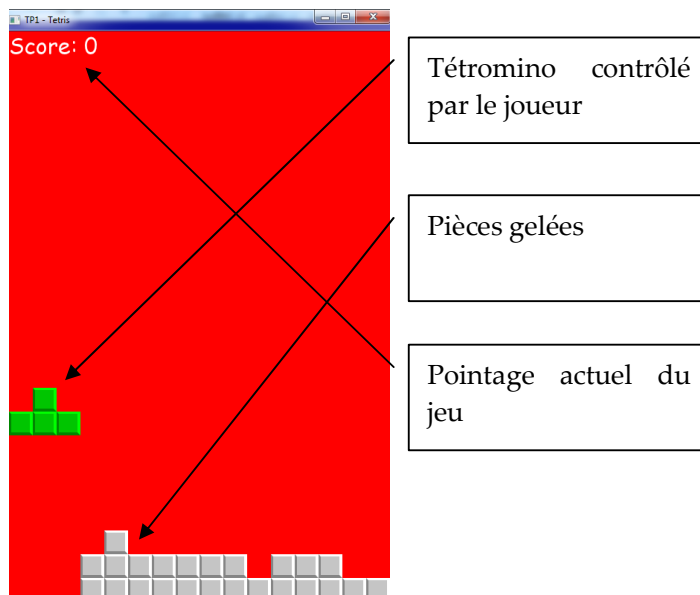 TP1 - Tetris
Score: 0
Tétromino contrôlé
par le joueur
Pièces gelées
Pointage actuel du
jeu